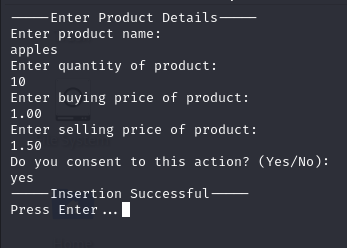 ─────Enter Product Details─────
Enter product name:
apples
Enter quantity of product:
10
Enter buying price of product:
1.00
Enter selling price of product:
1.50
Do you consent to this action? (Yes/No):
yes
─────Insertion Successful─────
Press Enter...